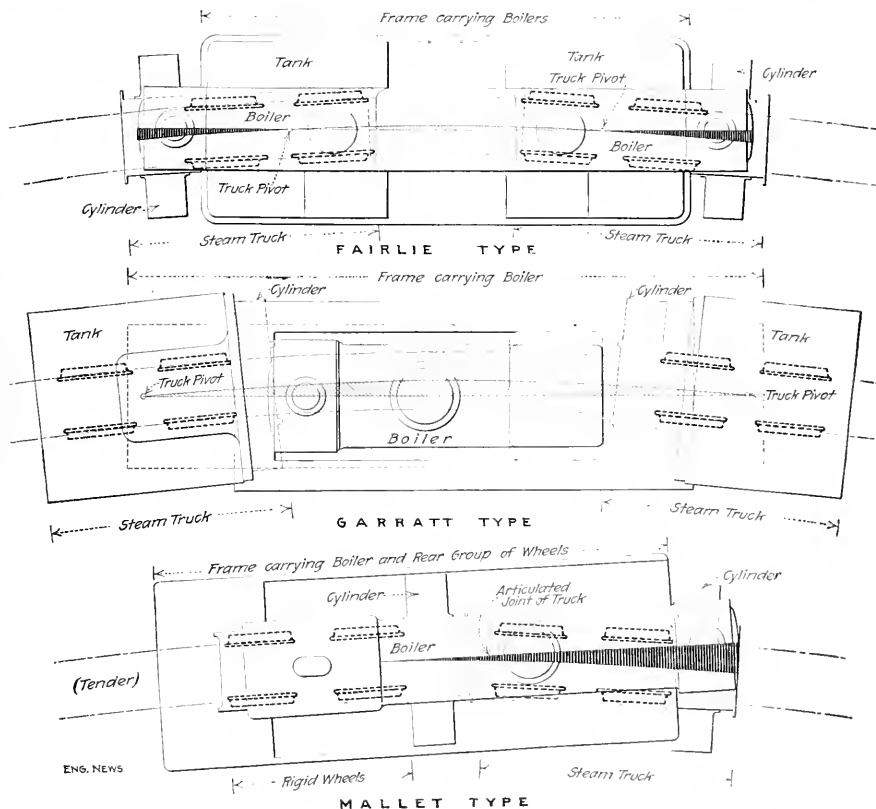 Frame carrying Boilers
Tank
Tank
Truck Pivot
Cylinder
Boiler
Boiler
Truck Pivot
Cylinder
Steam Truck
Steam Truck
FAIRLIE TYPE
Frame carrying Boiler
Cylinder
Cylinder
Tank
Tank
Truck Pivot
Truck Pivot
Boiler
Steam Truck
Steam Truck
GARRATT TYPE
Frame carrying Boiler and Rear Group of Wheels
Cylinder
Cylinder
Articulated
Joint of Truck
Boiler
(Tender)
ENG. NEWS
Rigid Wheels
Steam Truck
MALLET TYPE